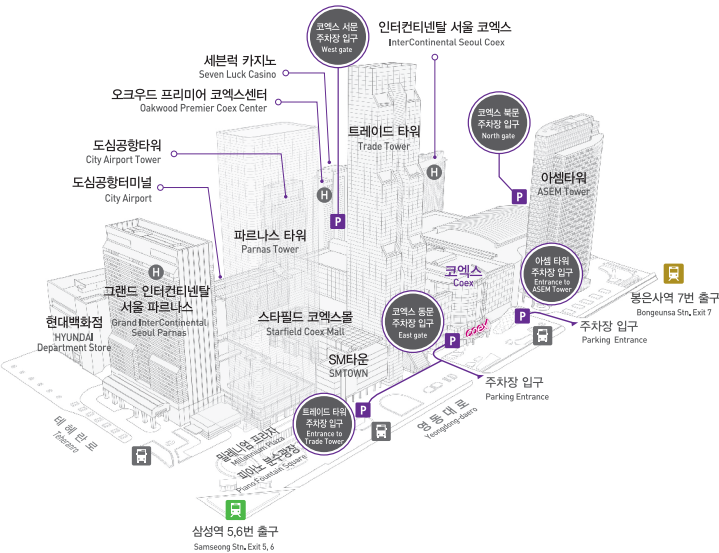 코엑스 서문
주차장 입구
West gate
인터컨티넨탈 서울 코엑스
InterContinental Seoul Coex
세븐럭 카지노
Seven Luck Casino
오크우드 프리미어 코엑스센터
Oakwood Premier Coex Center
코엑스 북문
주차장 입구
North gate
트레이드 타워
Trade Tower
도심공항타워
City Airport Tower
P
H
H
아셈타워
ASEM Tower
도심공항터미널
City Airport
P
파르나스 타워
Parnas Tower
H
코엑스
Coex
아셈 타워
주차장 입구
Entrance to
ASEM Tower
그랜드 인터컨티넨탈
서울 파르나스
Grand InterContinental
Seoul Parnas
봉은사역 7번 출구
Bongeunsa Stn. Exit 7
현대백화점
HYUNDAI
Department Store
스타필드 코엑스몰
Starfield Coex Mall
코엑스 동문
주차장 입구
East gate
P
coex
P
주차장 입구
Parking Entrance
SM타운
SMTOWN
주차장 입구
Parking Entrance
트레이드 타워
주차장 입구
Entrance to
Trade Tower
P
영동대로
Yeongdong-daero
테헤란로
Teheranro
밀레니엄 프라자
Millennium Plaza
피아노 분수광장
Piano Fountain Square
삼성역 5,6번 출구
Samseong Stn. Exit 5, 6